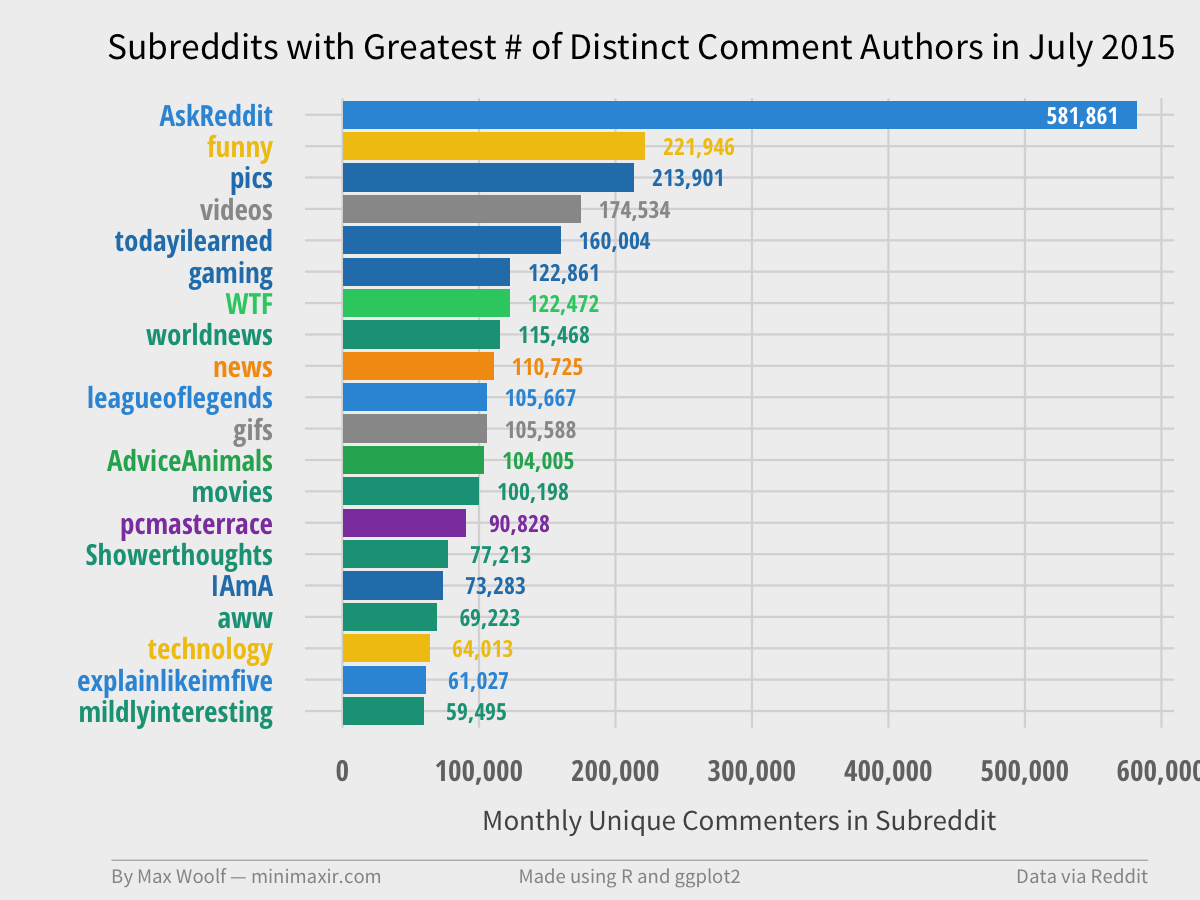 Subreddits with Greatest # of Distinct Comment Authors in July 2015
AskReddit 581,861
funny 221,946
pics 213,901
videos 174,534
todayilearned 160,004
gaming 122,861
WTF 122,472
worldnews 115,468
news 110,725
leagueoflegends 105,667
gifs 105,588
AdviceAnimals 104,005
movies 100,198
pcmasterrace 90,828
Showerthoughts 77,213
IAmA 73,283
aww 69,223
technology 64,013
explainlikeimfive 61,027
mildlyinteresting 59,495
0 100,000 200,000 300,000 400,000 500,000 600,000
Monthly Unique Commenters in Subreddit
By Max Woolf — minimaxir.com Made using R and ggplot2 Data via Reddit